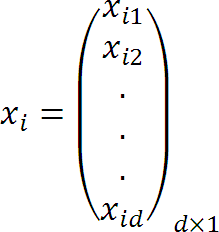 x_{i1}
x_{i2}
.
x_i = .
.
x_{id}
d×1